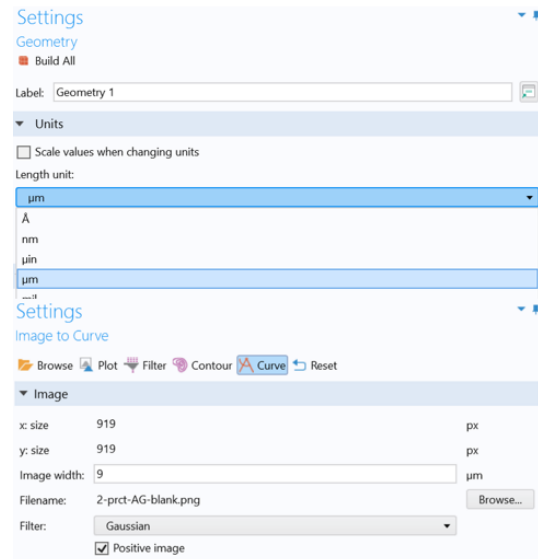 Settings
Geometry
Build All
Label: Geometry 1
Units
Scale values when changing units
Length unit:
µm
Å
nm
µin
µm
mil
Settings
Image to Curve
Browse Plot Filter Contour Curve Reset
Image
x: size 919 px
y: size 919 px
Image width: 9 µm
Filename: 2-prct-AG-blank.png Browse...
Filter: Gaussian
Positive image